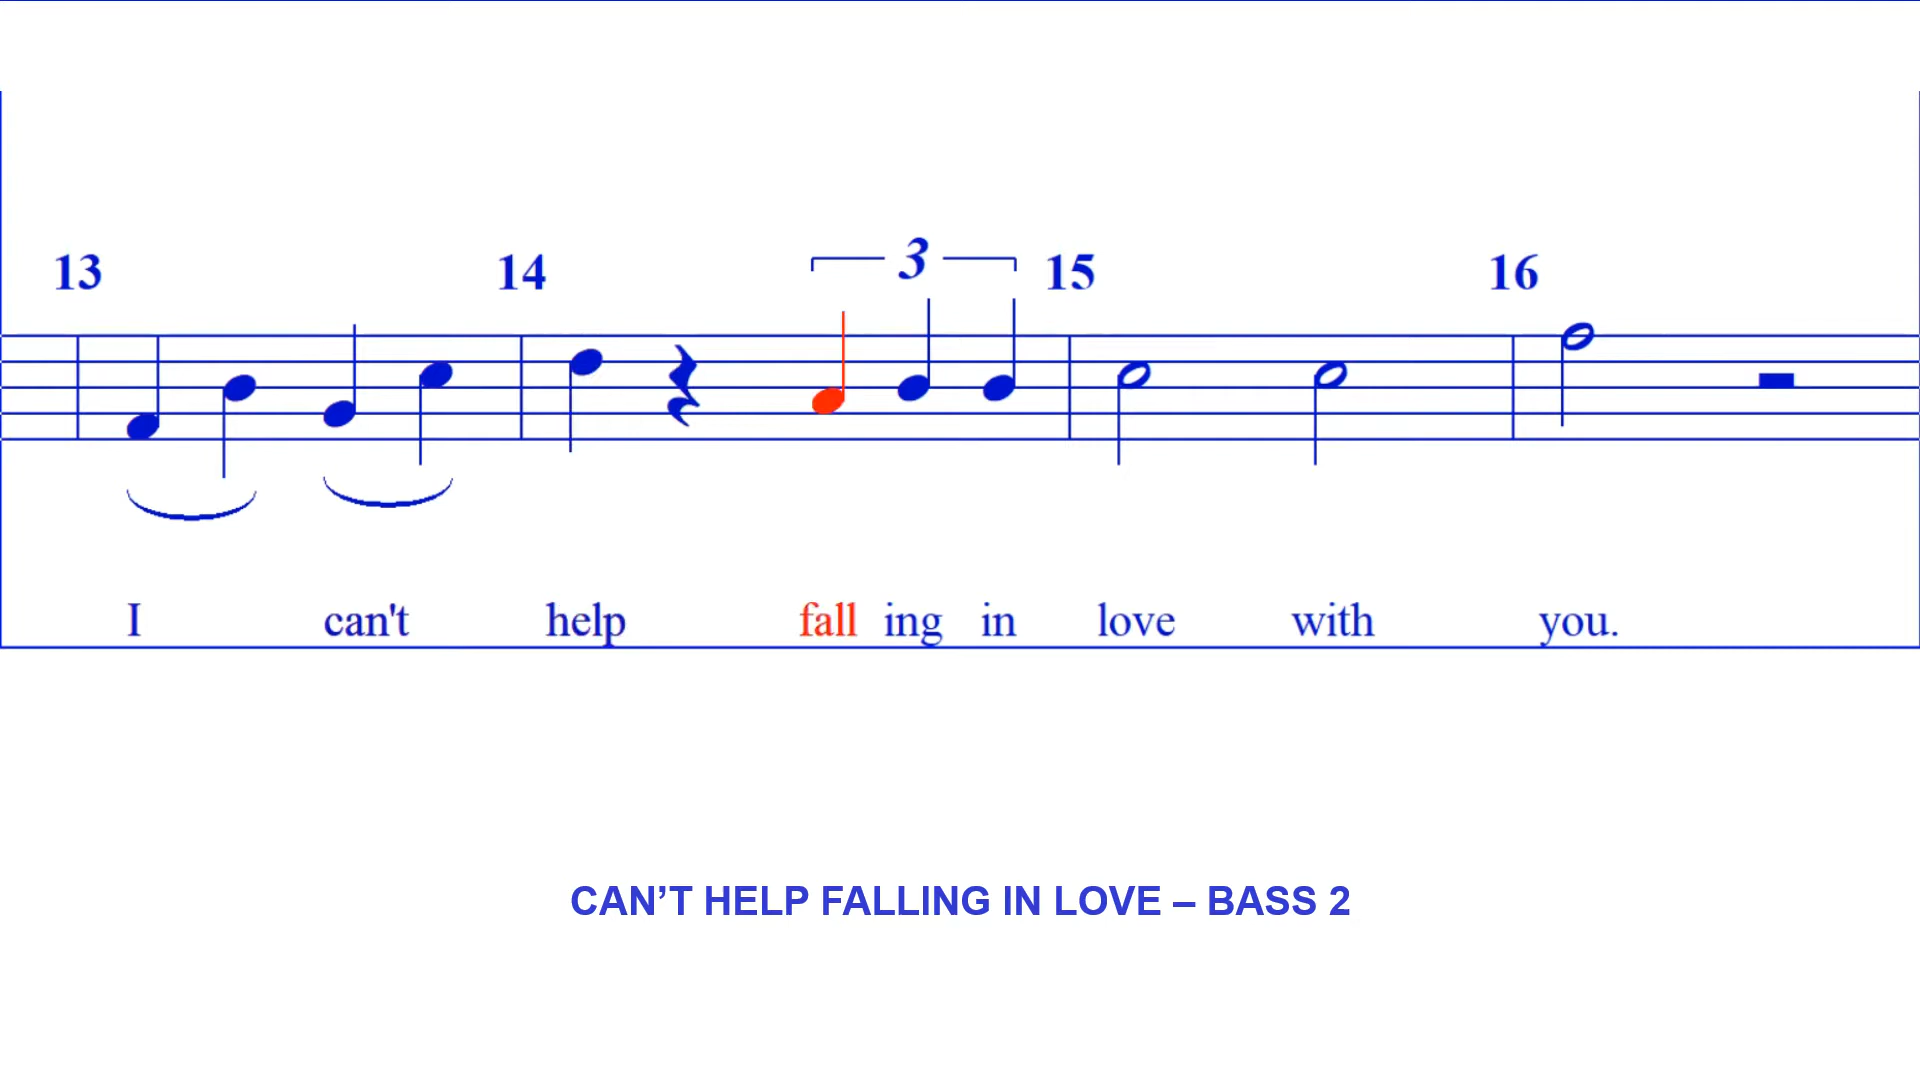 3
13 14 15 16
I can't help fall ing in love with you.
CAN’T HELP FALLING IN LOVE – BASS 2